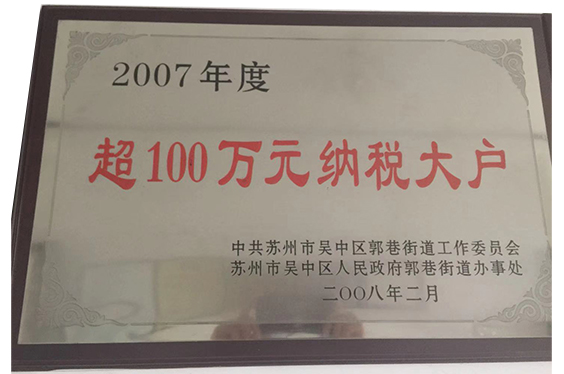 2007年度
超100万元纳税大户
中共苏州市吴中区郭巷街道工作委员会
苏州市吴中区人民政府郭巷街道办事处
二〇〇八年二月